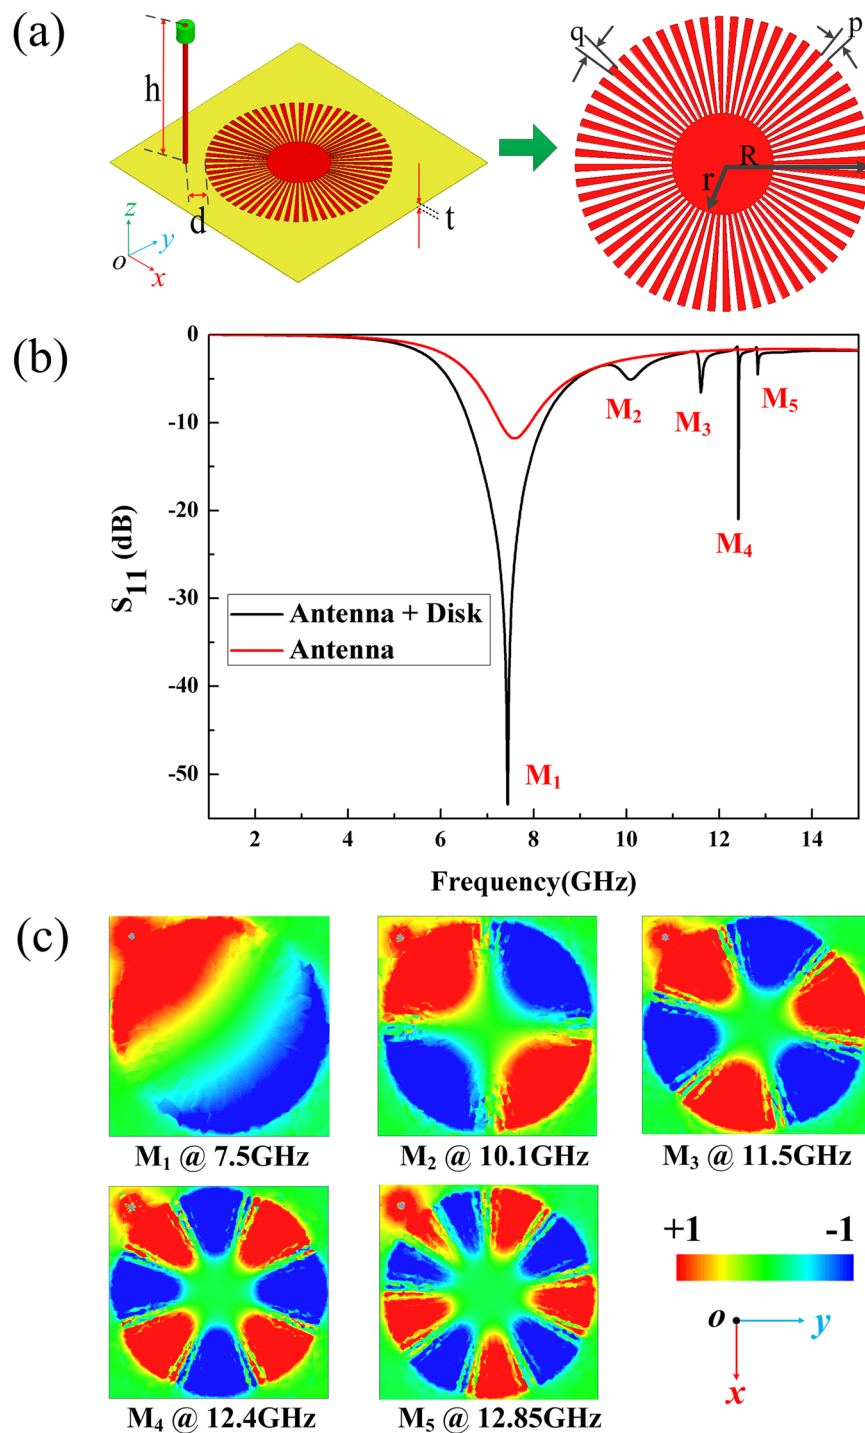 (a)
h
d
t
z
y
o
x
q
p
R
r
(b)
0
-10
-20
-30
-40
-50
S11 (dB)
M2
M3
M5
M4
Antenna + Disk
Antenna
M1
2 4 6 8 10 12 14
Frequency(GHz)
(c)
M1 @ 7.5GHz M2 @ 10.1GHz M3 @ 11.5GHz
+1 -1
o y
x
M4 @ 12.4GHz M5 @ 12.85GHz